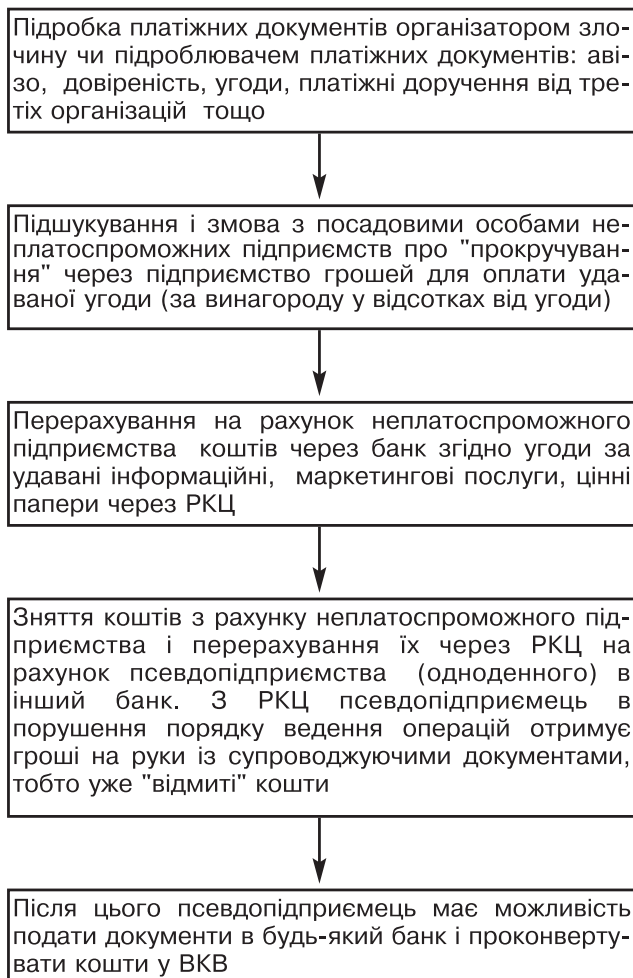 Підробка платіжних документів організатором зло-
чину чи підроблювачем платіжних документів: аві-
зо, довіреність, угоди, платіжні доручення від тре-
тіх організацій тощо
Підшукування і змова з посадовими особами не-
платоспроможних підприємств про "прокручуван-
ня" через підприємство грошей для оплати уда-
ваної угоди (за винагороду у відсотках від угоди)
Перерахування на рахунок неплатоспроможного
підприємства коштів через банк згідно угоди за
удавані інформаційні, маркетингові послуги, цінні
папери через РКЦ
Зняття коштів з рахунку неплатоспроможного під-
приємства і перерахування їх через РКЦ на
рахунок псевдопідприємства (одноденного) в
інший банк. З РКЦ псевдопідприємець в
порушення порядку ведення операцій отримує
гроші на руки із супроводжуючими документами,
тобто уже "відмиті" кошти
Після цього псевдопідприємець має можливість
подати документи в будь-який банк і проконверту-
вати кошти у ВКВ